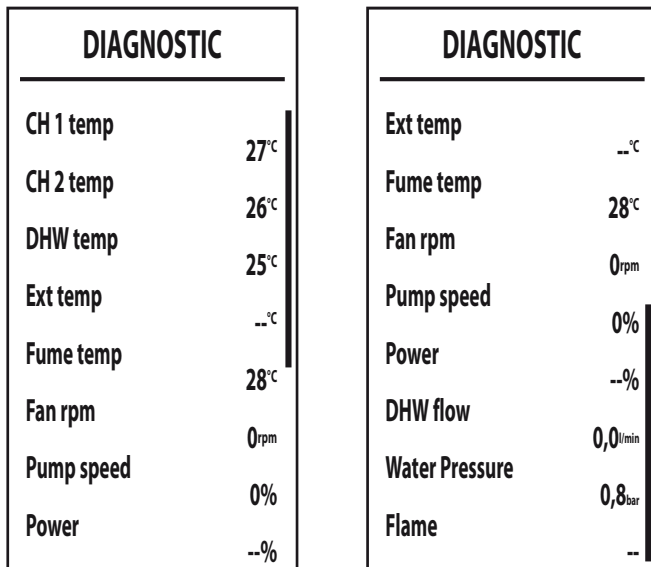 DIAGNOSTIC
CH 1 temp
27°C
CH 2 temp
26°C
DHW temp
25°C
Ext temp
--°C
Fume temp
28°C
Fan rpm
0rpm
Pump speed
0%
Power
--%
DIAGNOSTIC
Ext temp
--°C
Fume temp
28°C
Fan rpm
0rpm
Pump speed
0%
Power
--%
DHW flow
0,0l/min
Water Pressure
0,8bar
Flame
--